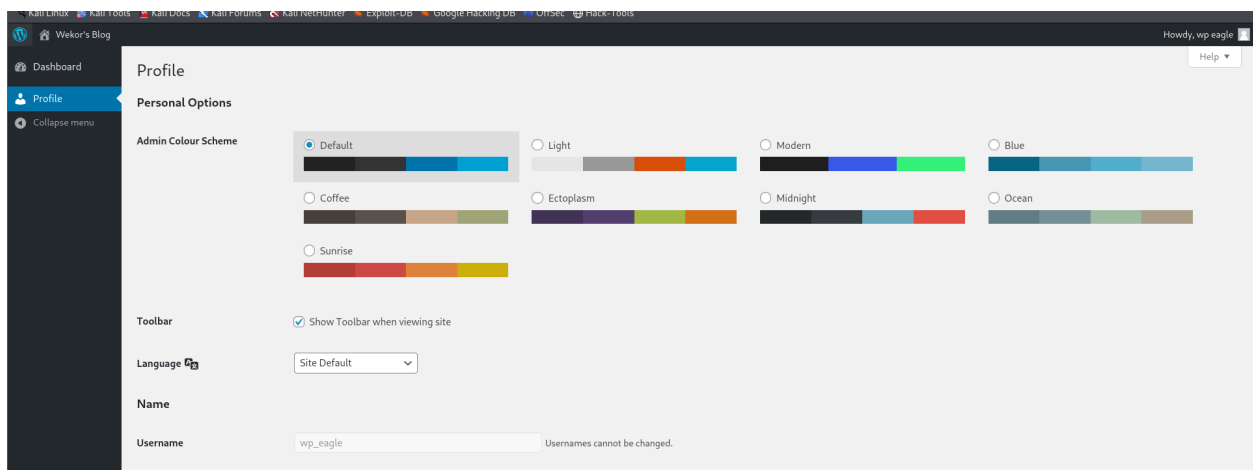 Kali Linux Kali Tools Kali Docs Kali Forums Kali NetHunter Exploit-DB Google Hacking DB OffSec Hack-Tools
Wekor's Blog Howdy, wp eagle
Help ▼
Dashboard
Profile
Collapse menu
Profile
Personal Options
Admin Colour Scheme
Default Light Modern Blue
Coffee Ectoplasm Midnight Ocean
Sunrise
Toolbar Show Toolbar when viewing site
Language Site Default
Name
Username wp_eagle Usernames cannot be changed.